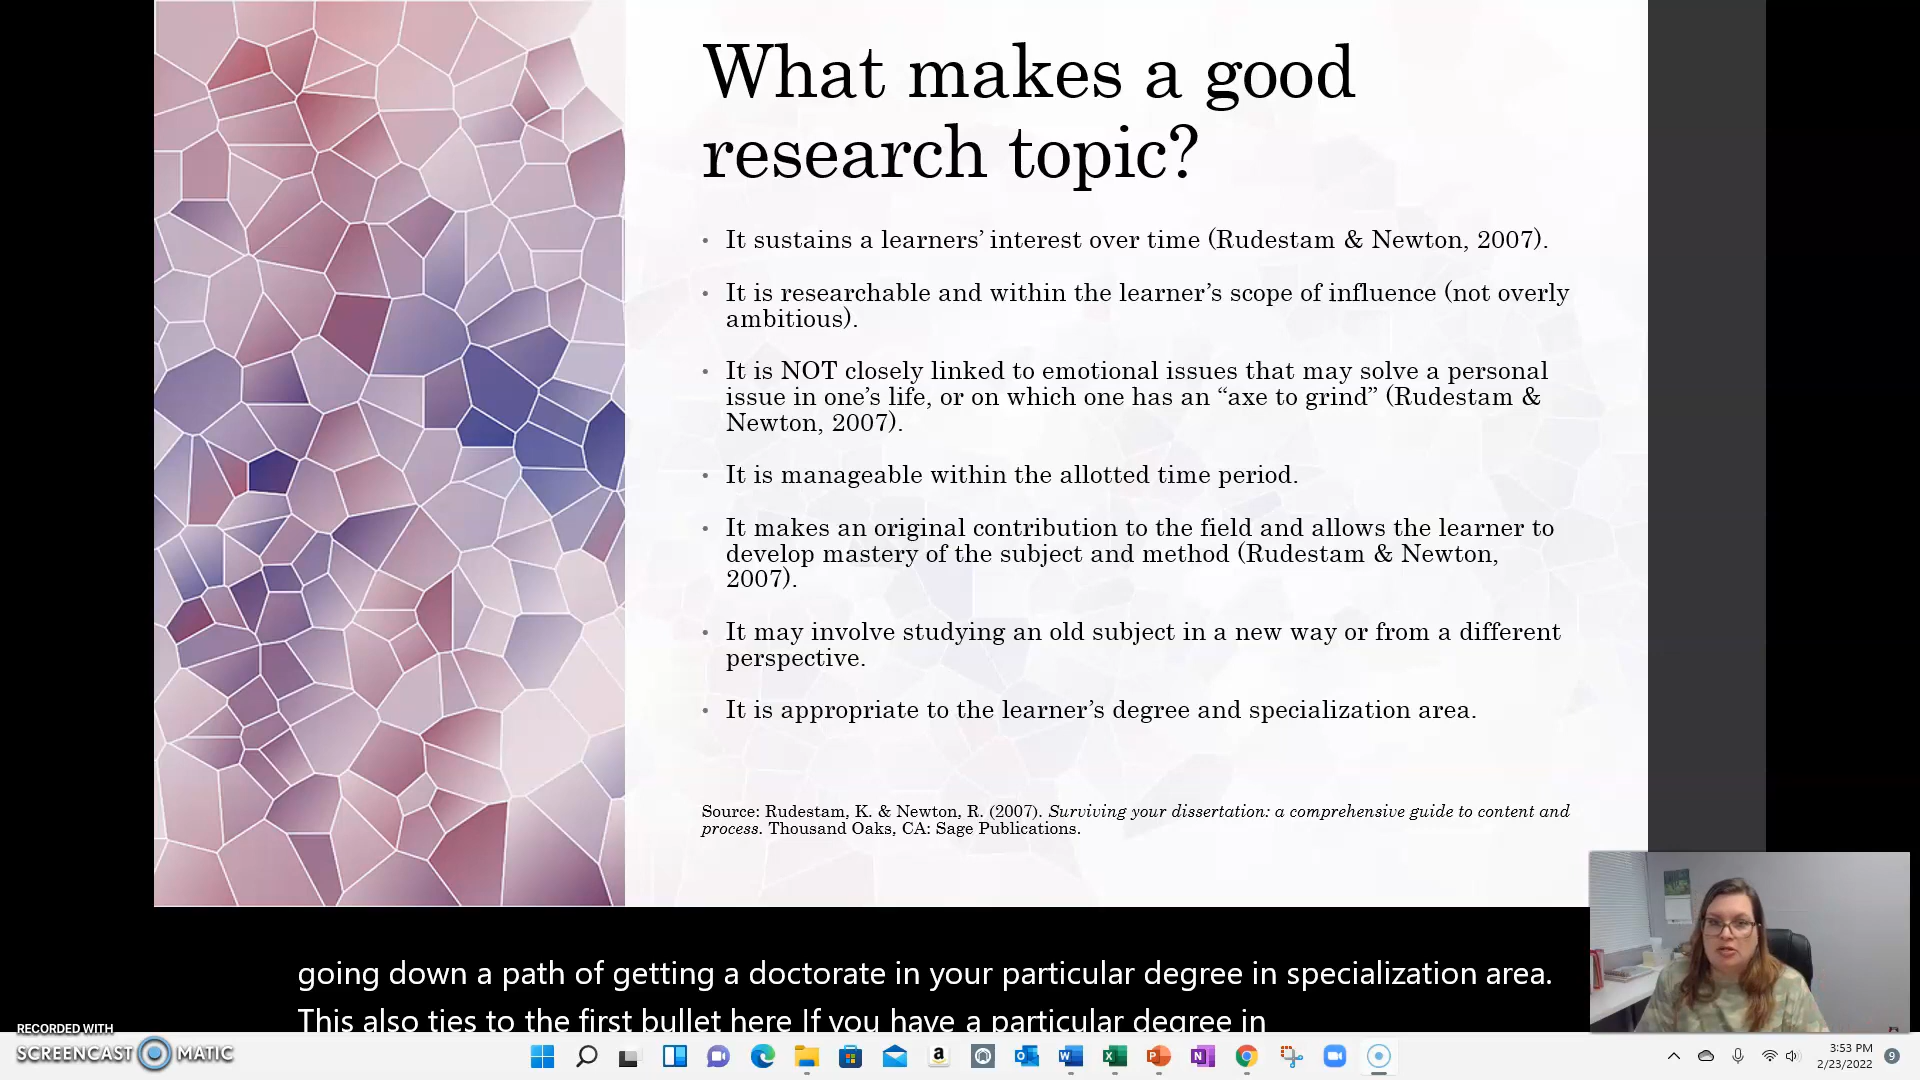 What makes a good
research topic?
• It sustains a learners’ interest over time (Rudestam & Newton, 2007).
• It is researchable and within the learner’s scope of influence (not overly
ambitious).
• It is NOT closely linked to emotional issues that may solve a personal
issue in one’s life, or on which one has an “axe to grind” (Rudestam &
Newton, 2007).
• It is manageable within the allotted time period.
• It makes an original contribution to the field and allows the learner to
develop mastery of the subject and method (Rudestam & Newton,
2007).
• It may involve studying an old subject in a new way or from a different
perspective.
• It is appropriate to the learner’s degree and specialization area.
Source: Rudestam, K. & Newton, R. (2007). Surviving your dissertation: a comprehensive guide to content and
process. Thousand Oaks, CA: Sage Publications.
going down a path of getting a doctorate in your particular degree in specialization area.
This also ties to the first bullet here If you have a particular degree in
RECORDED WITH
SCREENCAST MATIC
3:53 PM
2/23/2022
9